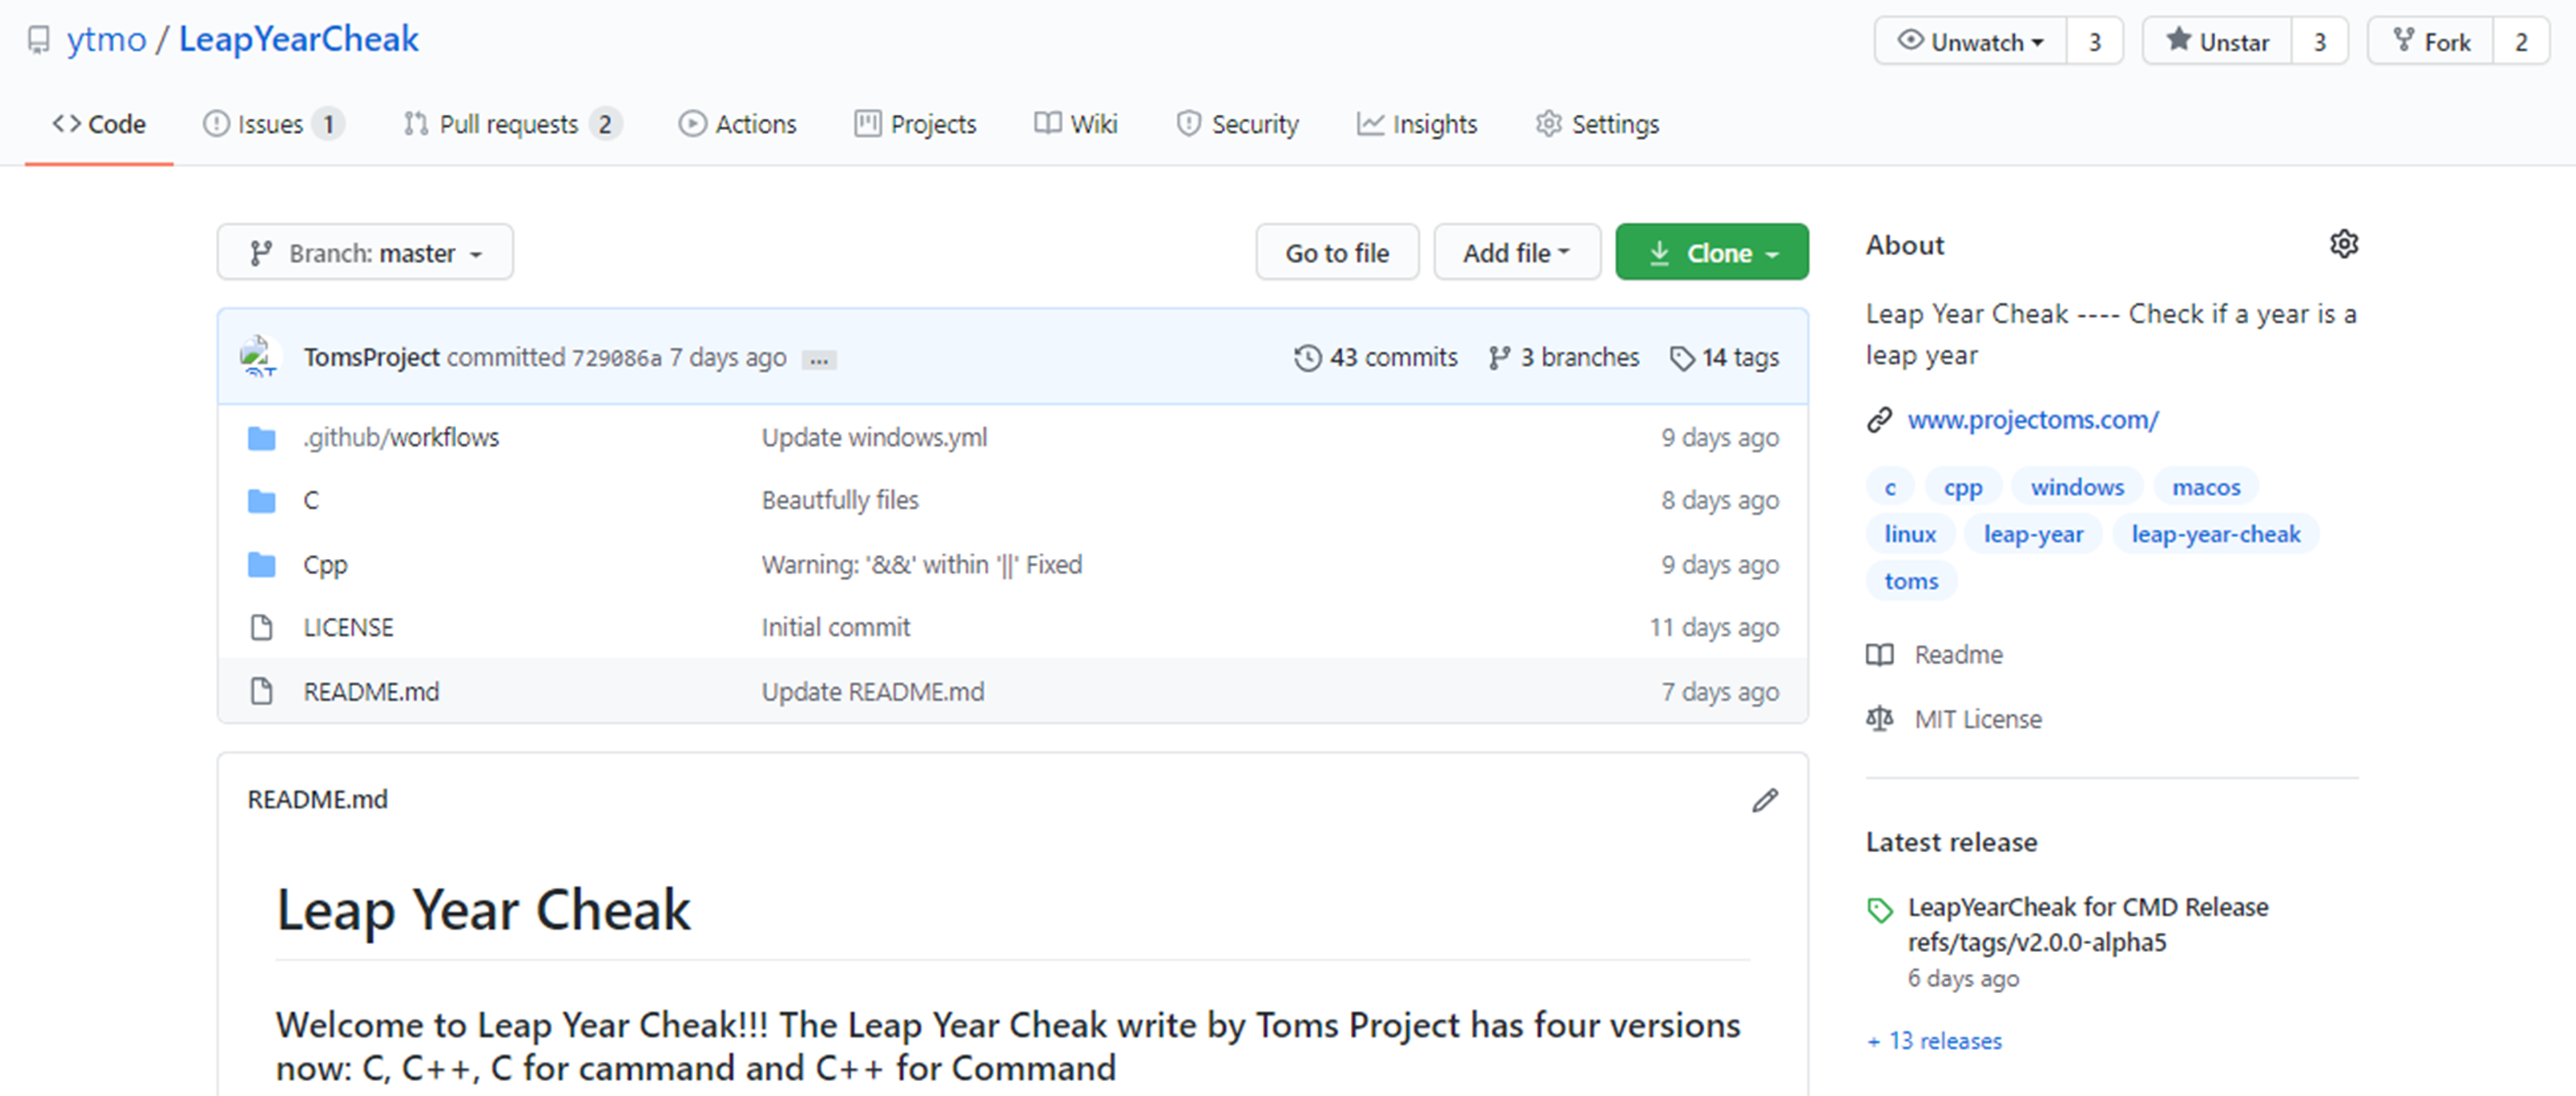 ytmo / LeapYearCheak
Unwatch 3 Unstar 3 Fork 2
Code Issues 1 Pull requests 2 Actions Projects Wiki Security Insights Settings
Branch: master Go to file Add file Clone
TomsProject committed 729086a 7 days ago ... 43 commits 3 branches 14 tags
.github/workflows Update windows.yml 9 days ago
C Beautfully files 8 days ago
Cpp Warning: '&&' within '||' Fixed 9 days ago
LICENSE Initial commit 11 days ago
README.md Update README.md 7 days ago
README.md
Leap Year Cheak
Welcome to Leap Year Cheak!!! The Leap Year Cheak write by Toms Project has four versions
now: C, C++, C for cammand and C++ for Command
About
Leap Year Cheak ---- Check if a year is a
leap year
www.projectoms.com/
c cpp windows macos
linux leap-year leap-year-cheak
toms
Readme
MIT License
Latest release
LeapYearCheak for CMD Release
refs/tags/v2.0.0-alpha5
6 days ago
+ 13 releases